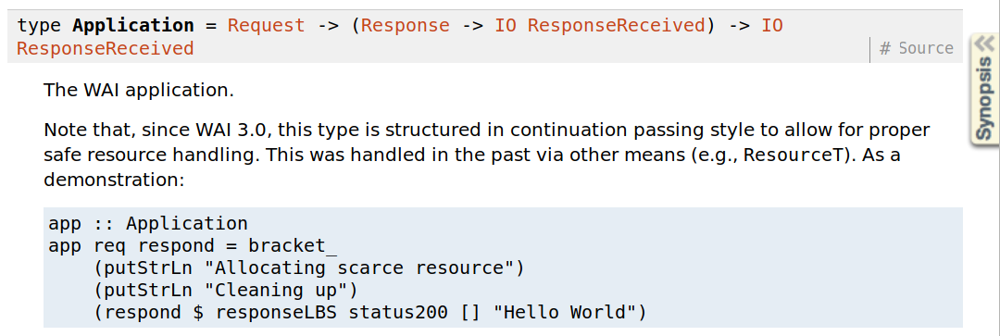 type Application = Request -> (Response -> IO ResponseReceived) -> IO
ResponseReceived
# Source
Synopsis
The WAI application.
Note that, since WAI 3.0, this type is structured in continuation passing style to allow for proper
safe resource handling. This was handled in the past via other means (e.g., ResourceT). As a
demonstration:
app :: Application
app req respond = bracket_
    (putStrLn "Allocating scarce resource")
    (putStrLn "Cleaning up")
    (respond $ responseLBS status200 [] "Hello World")